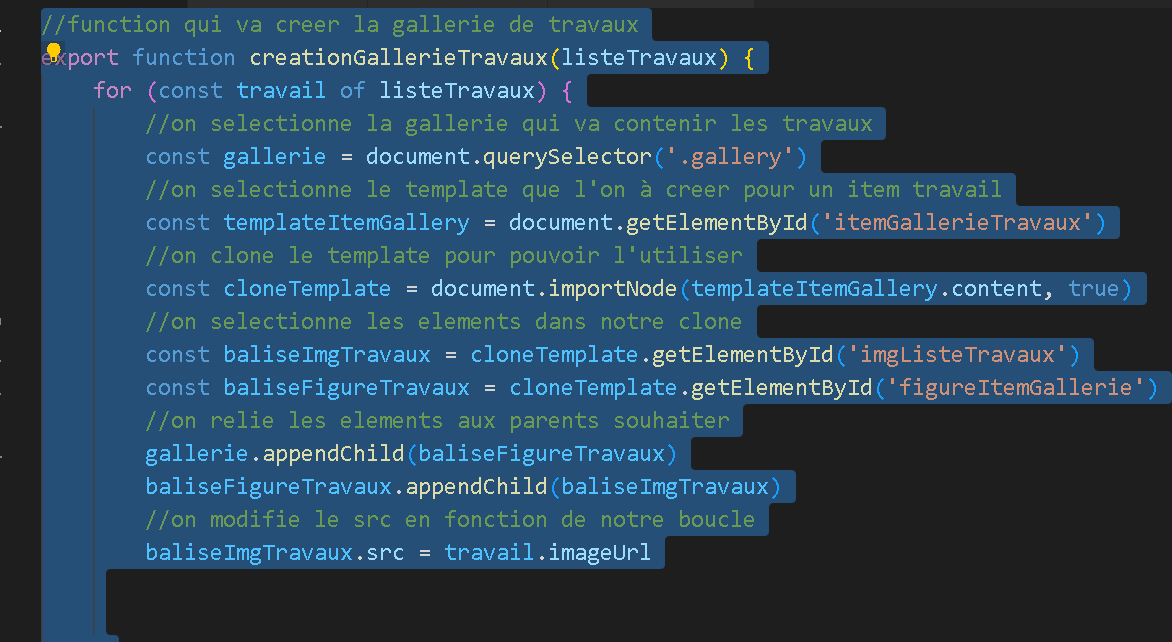 //function qui va creer la gallerie de travaux
export function creationGallerieTravaux(listeTravaux) {
for (const travail of listeTravaux) {
//on selectionne la gallerie qui va contenir les travaux
const gallerie = document.querySelector('.gallery')
//on selectionne le template que l'on à creer pour un item travail
const templateItemGallery = document.getElementById('itemGallerieTravaux')
//on clone le template pour pouvoir l'utiliser
const cloneTemplate = document.importNode(templateItemGallery.content, true)
//on selectionne les elements dans notre clone
const baliseImgTravaux = cloneTemplate.getElementById('imgListeTravaux')
const baliseFigureTravaux = cloneTemplate.getElementById('figureItemGallerie')
//on relie les elements aux parents souhaiter
gallerie.appendChild(baliseFigureTravaux)
baliseFigureTravaux.appendChild(baliseImgTravaux)
//on modifie le src en fonction de notre boucle
baliseImgTravaux.src = travail.imageUrl